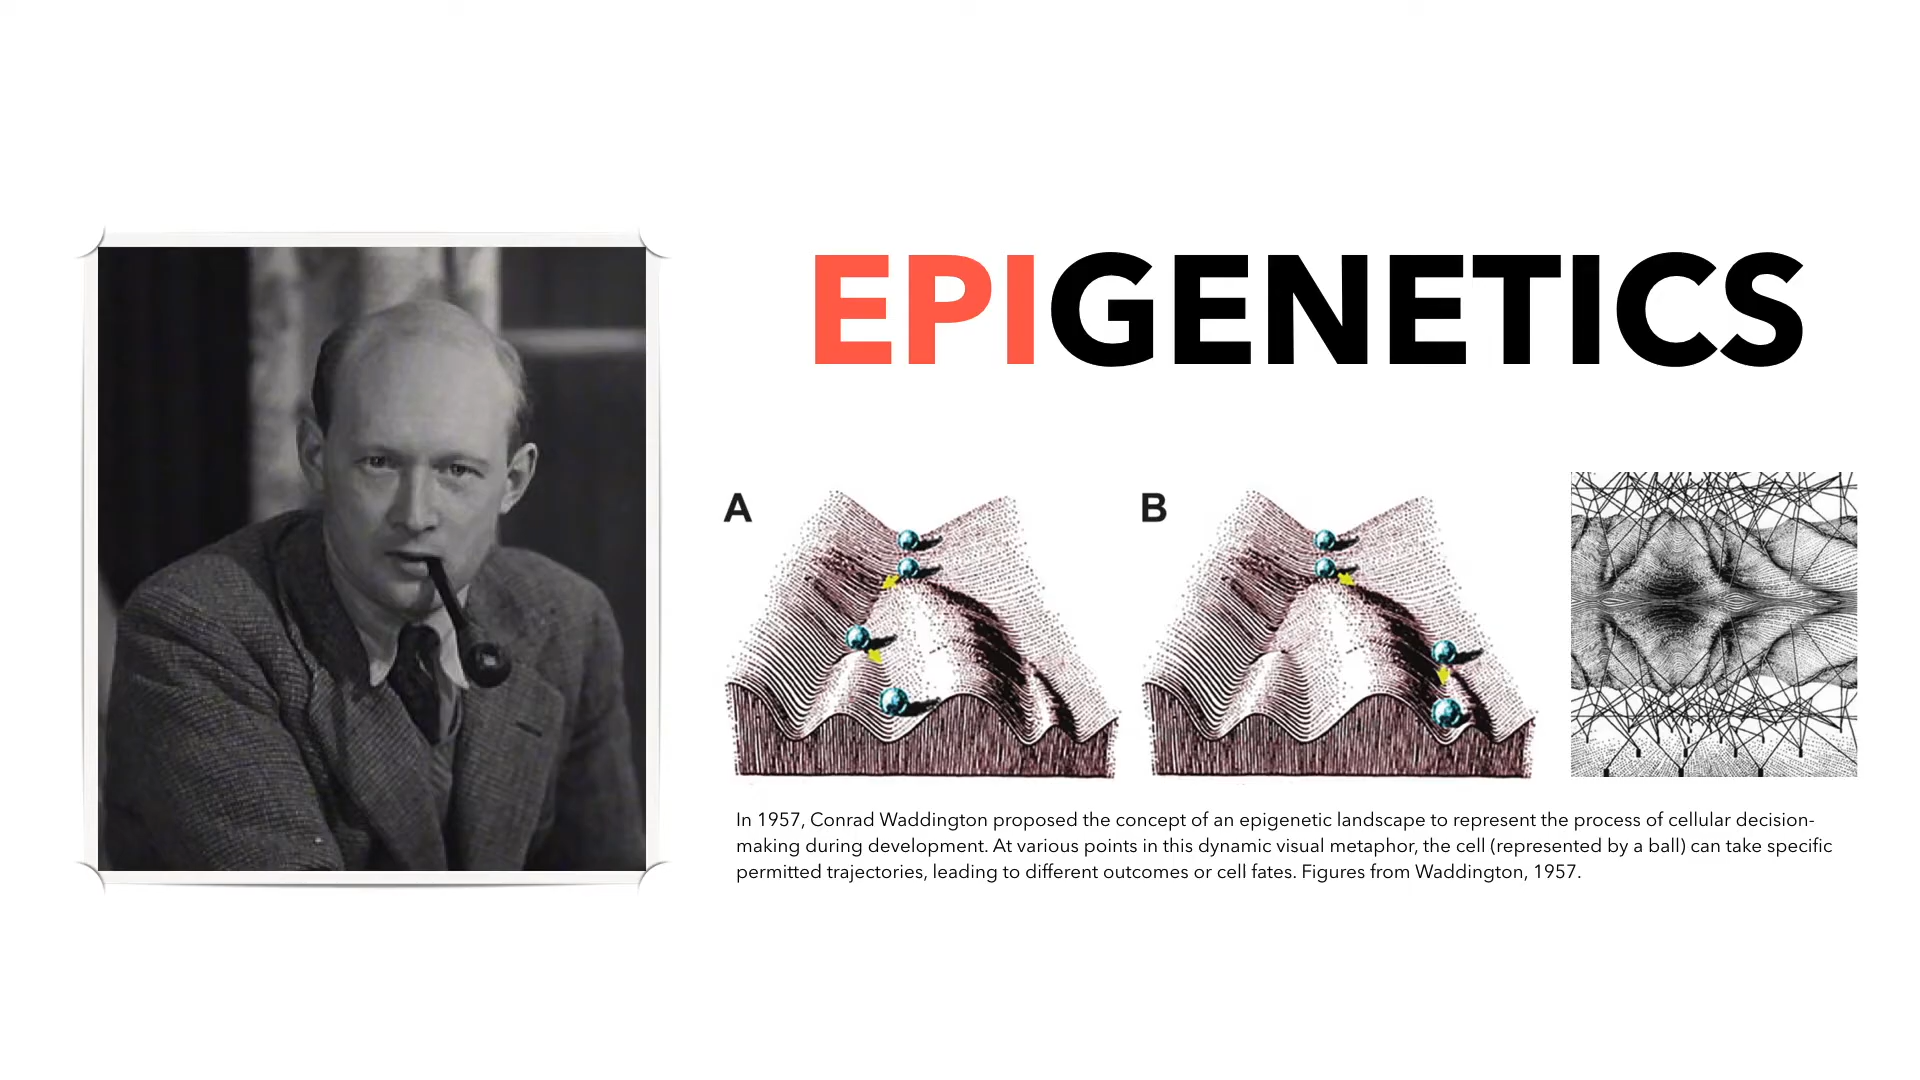 EPIGENETICS
A
B
In 1957, Conrad Waddington proposed the concept of an epigenetic landscape to represent the process of cellular decision-
making during development. At various points in this dynamic visual metaphor, the cell (represented by a ball) can take specific
permitted trajectories, leading to different outcomes or cell fates. Figures from Waddington, 1957.